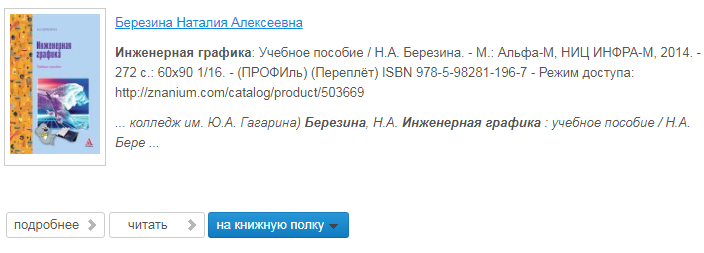 Березина Наталия Алексеевна
Инженерная графика: Учебное пособие / Н.А. Березина. - М.: Альфа-М, НИЦ ИНФРА-М, 2014. -
272 с.: 60x90 1/16. - (ПРОФИль) (Переплёт) ISBN 978-5-98281-196-7 - Режим доступа:
http://znanium.com/catalog/product/503669
... колледж им. Ю.А. Гагарина) Березина, Н.А. Инженерная графика : учебное пособие / Н.А.
Бере ...
Инженерная
графика
подробнее
читать
на книжную полку